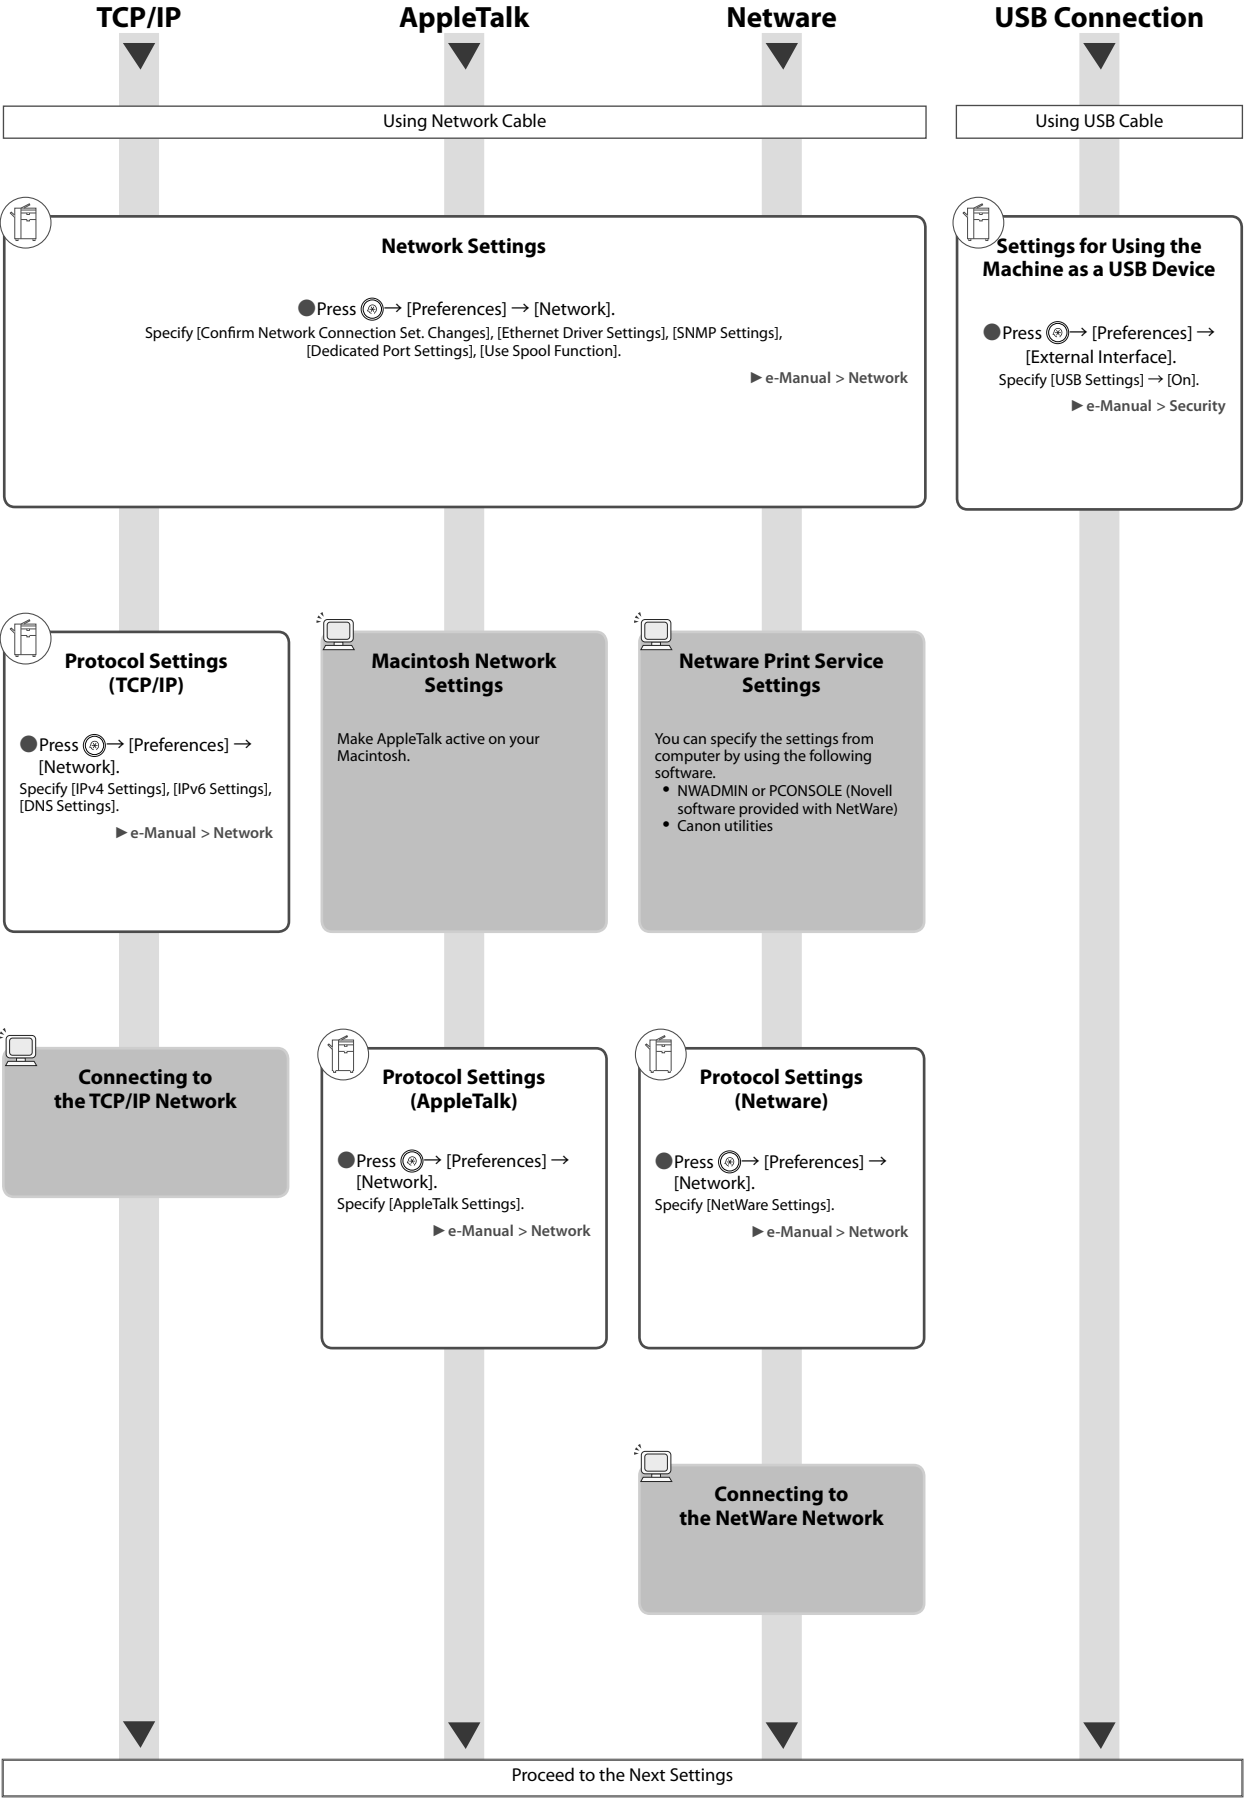 TCP/IP
AppleTalk
Netware
USB Connection
Using Network Cable
Using USB Cable
Network Settings
●Press → [Preferences] → [Network].
Specify [Confirm Network Connection Set. Changes], [Ethernet Driver Settings], [SNMP Settings],
[Dedicated Port Settings], [Use Spool Function].
►e-Manual > Network
Settings for Using the
Machine as a USB Device
●Press → [Preferences] →
[External Interface].
Specify [USB Settings] → [On].
►e-Manual > Security
Protocol Settings
(TCP/IP)
●Press → [Preferences] →
[Network].
Specify [IPv4 Settings], [IPv6 Settings],
[DNS Settings].
►e-Manual > Network
Macintosh Network
Settings
Make AppleTalk active on your
Macintosh.
Netware Print Service
Settings
You can specify the settings from
computer by using the following
software.
• NWADMIN or PCONSOLE (Novell
software provided with NetWare)
• Canon utilities
Connecting to
the TCP/IP Network
Protocol Settings
(AppleTalk)
●Press → [Preferences] →
[Network].
Specify [AppleTalk Settings].
►e-Manual > Network
Protocol Settings
(Netware)
●Press → [Preferences] →
[Network].
Specify [NetWare Settings].
►e-Manual > Network
Connecting to
the NetWare Network
Proceed to the Next Settings